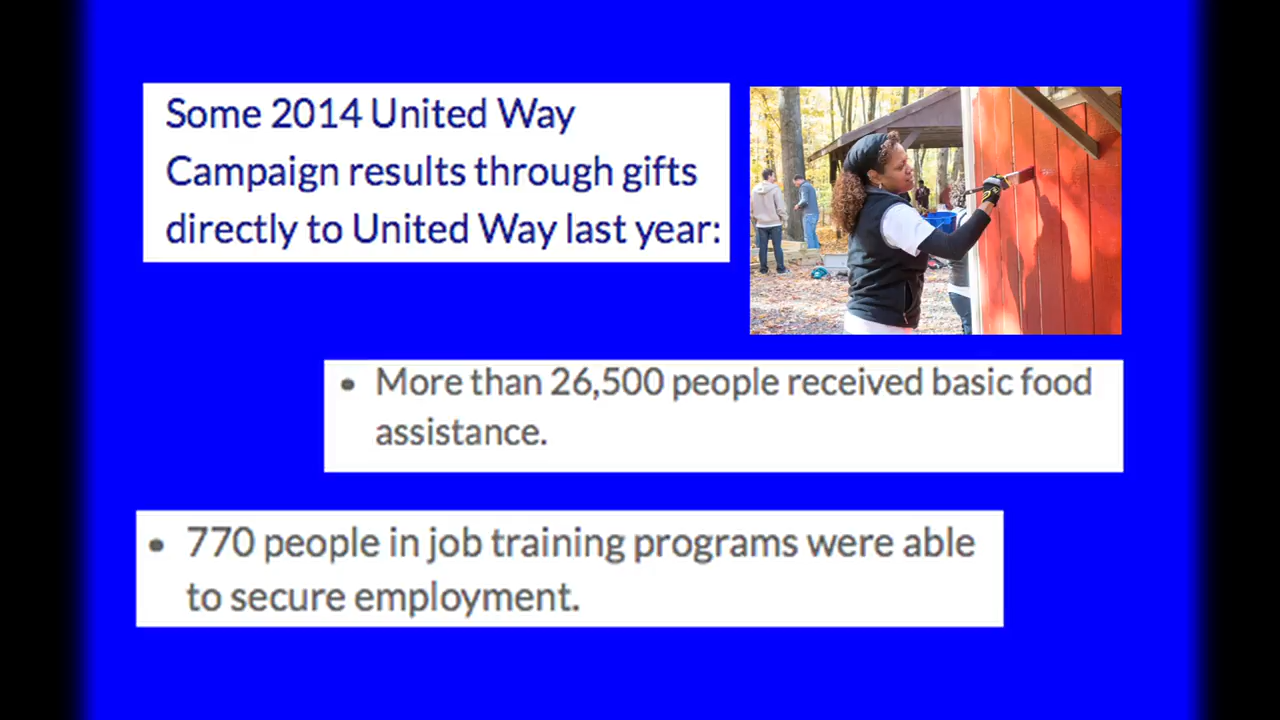 Some 2014 United Way
Campaign results through gifts
directly to United Way last year:
• More than 26,500 people received basic food
assistance.
• 770 people in job training programs were able
to secure employment.